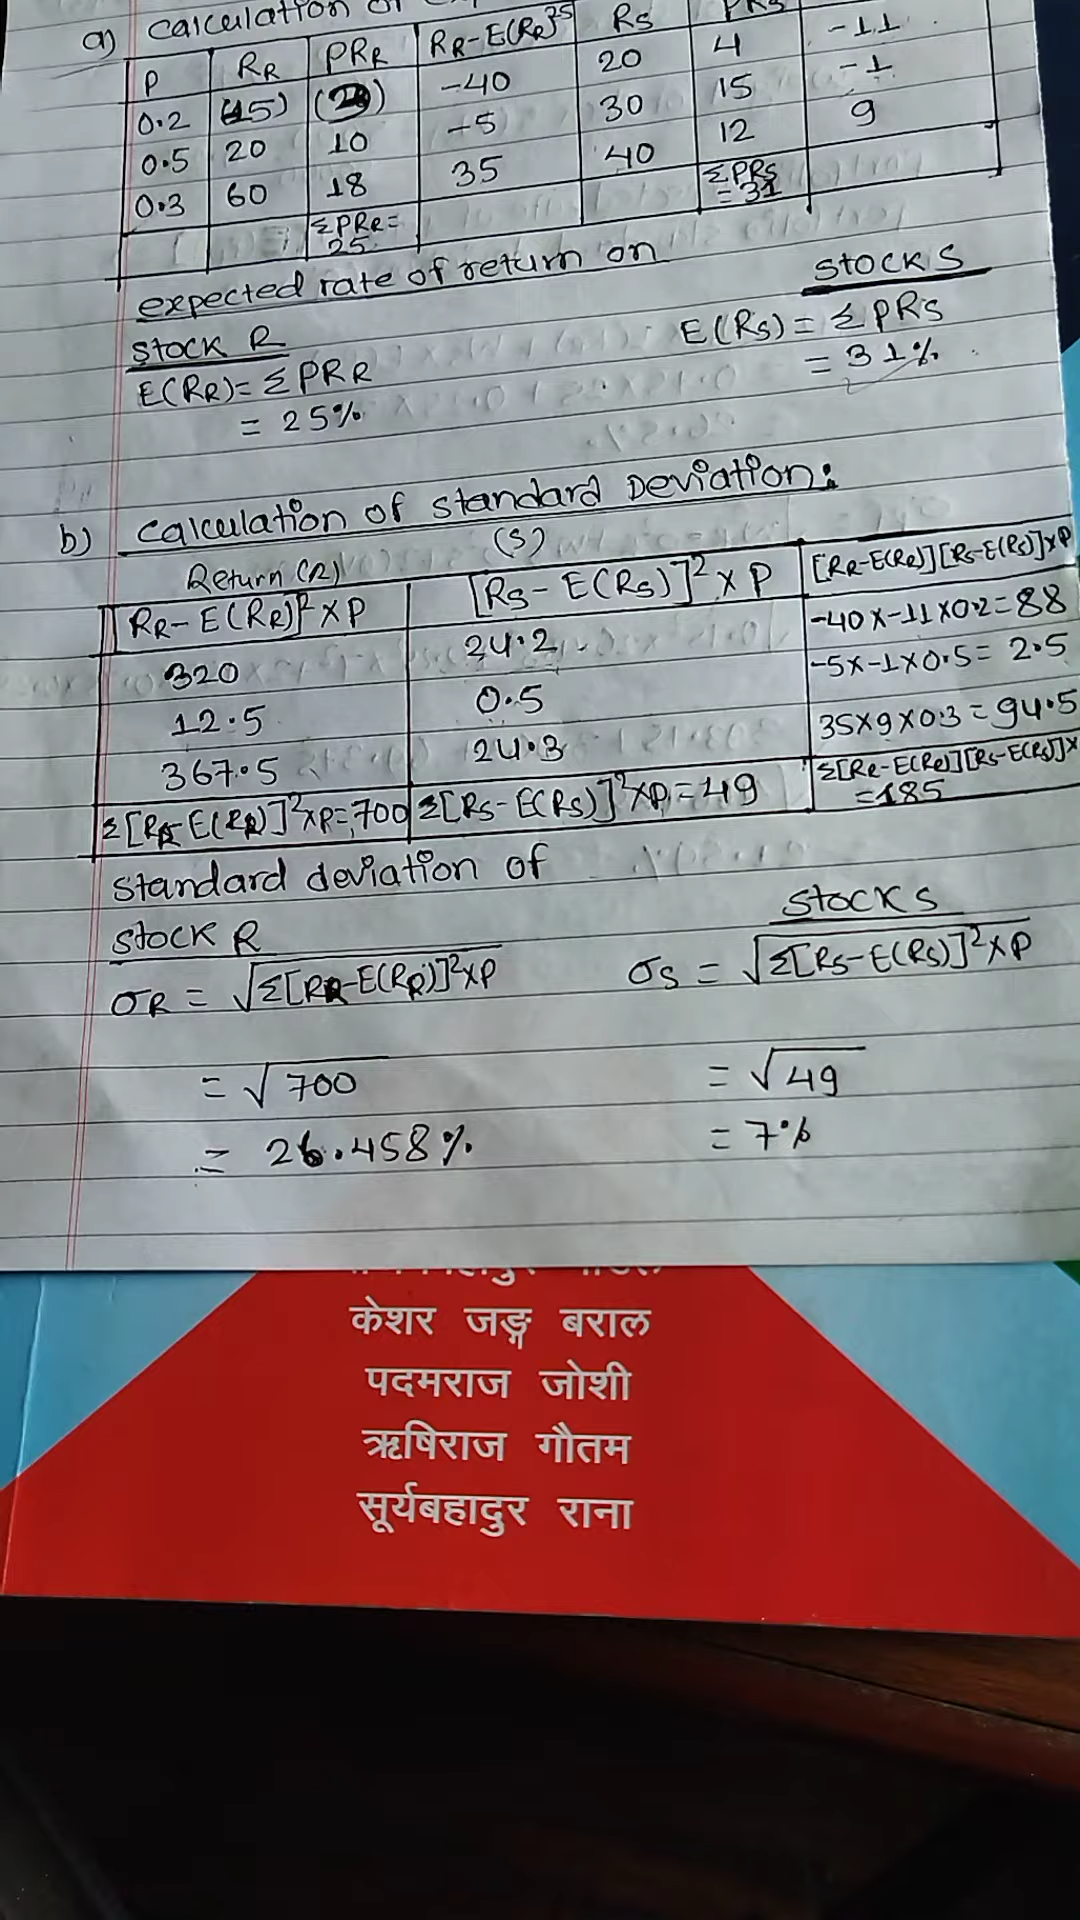 a) calculation of
P RR PRR RR-E(RR) RS PRS
0.2 (15) -40 20 4 -11
0.5 20 10 -5 30 15 -1
0.3 60 18 35 40 12 9
ΣPRR= 25 ΣPRS = 31
expected rate of return on
Stock R
E(RR)= ΣPRR
= 25%
Stock S
E(RS) = ΣPRS
= 31%
b) calculation of standard Deviation:
Return (R) (S)
RR-E(RR)]²xP [RS-E(RS)]²xP [RR-E(RR)][RS-E(RS)]xP
320 24.2 -40x-11x0.2=88
12.5 0.5 -5x-1x0.5= 2.5
367.5 24.3 35x9x0.3=94.5
Σ[RR-E(RR)]²xP=700 Σ[RS-E(RS)]²xP=49 Σ[RR-E(RR)][RS-E(RS)]x =185
standard deviation of
stock R
σR = √Σ[RR-E(RR)]²xP
= √700
= 26.458%
Stock S
σS = √Σ[RS-E(RS)]²xP
= √49
= 7%
केशर जङ्ग बराल
पदमराज जोशी
ऋषिराज गौतम
सूर्यबहादुर राना